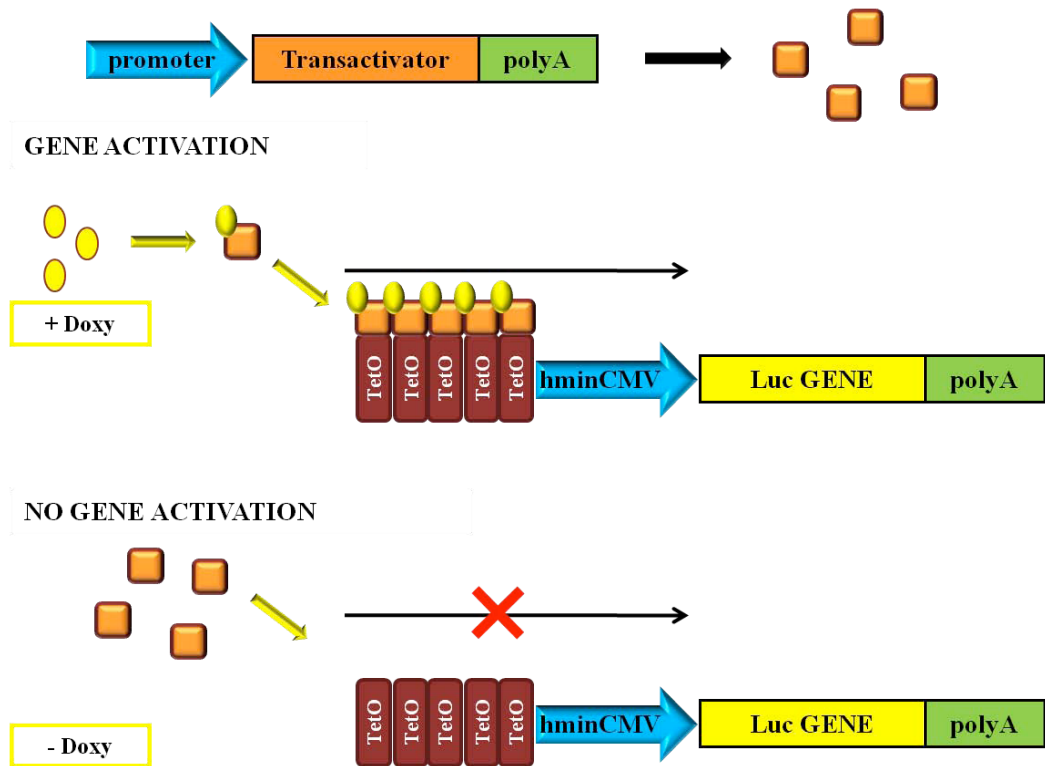 promoter Transactivator polyA
GENE ACTIVATION
+ Doxy
TetO TetO TetO TetO TetO hminCMV Luc GENE polyA
NO GENE ACTIVATION
TetO TetO TetO TetO TetO hminCMV Luc GENE polyA
- Doxy